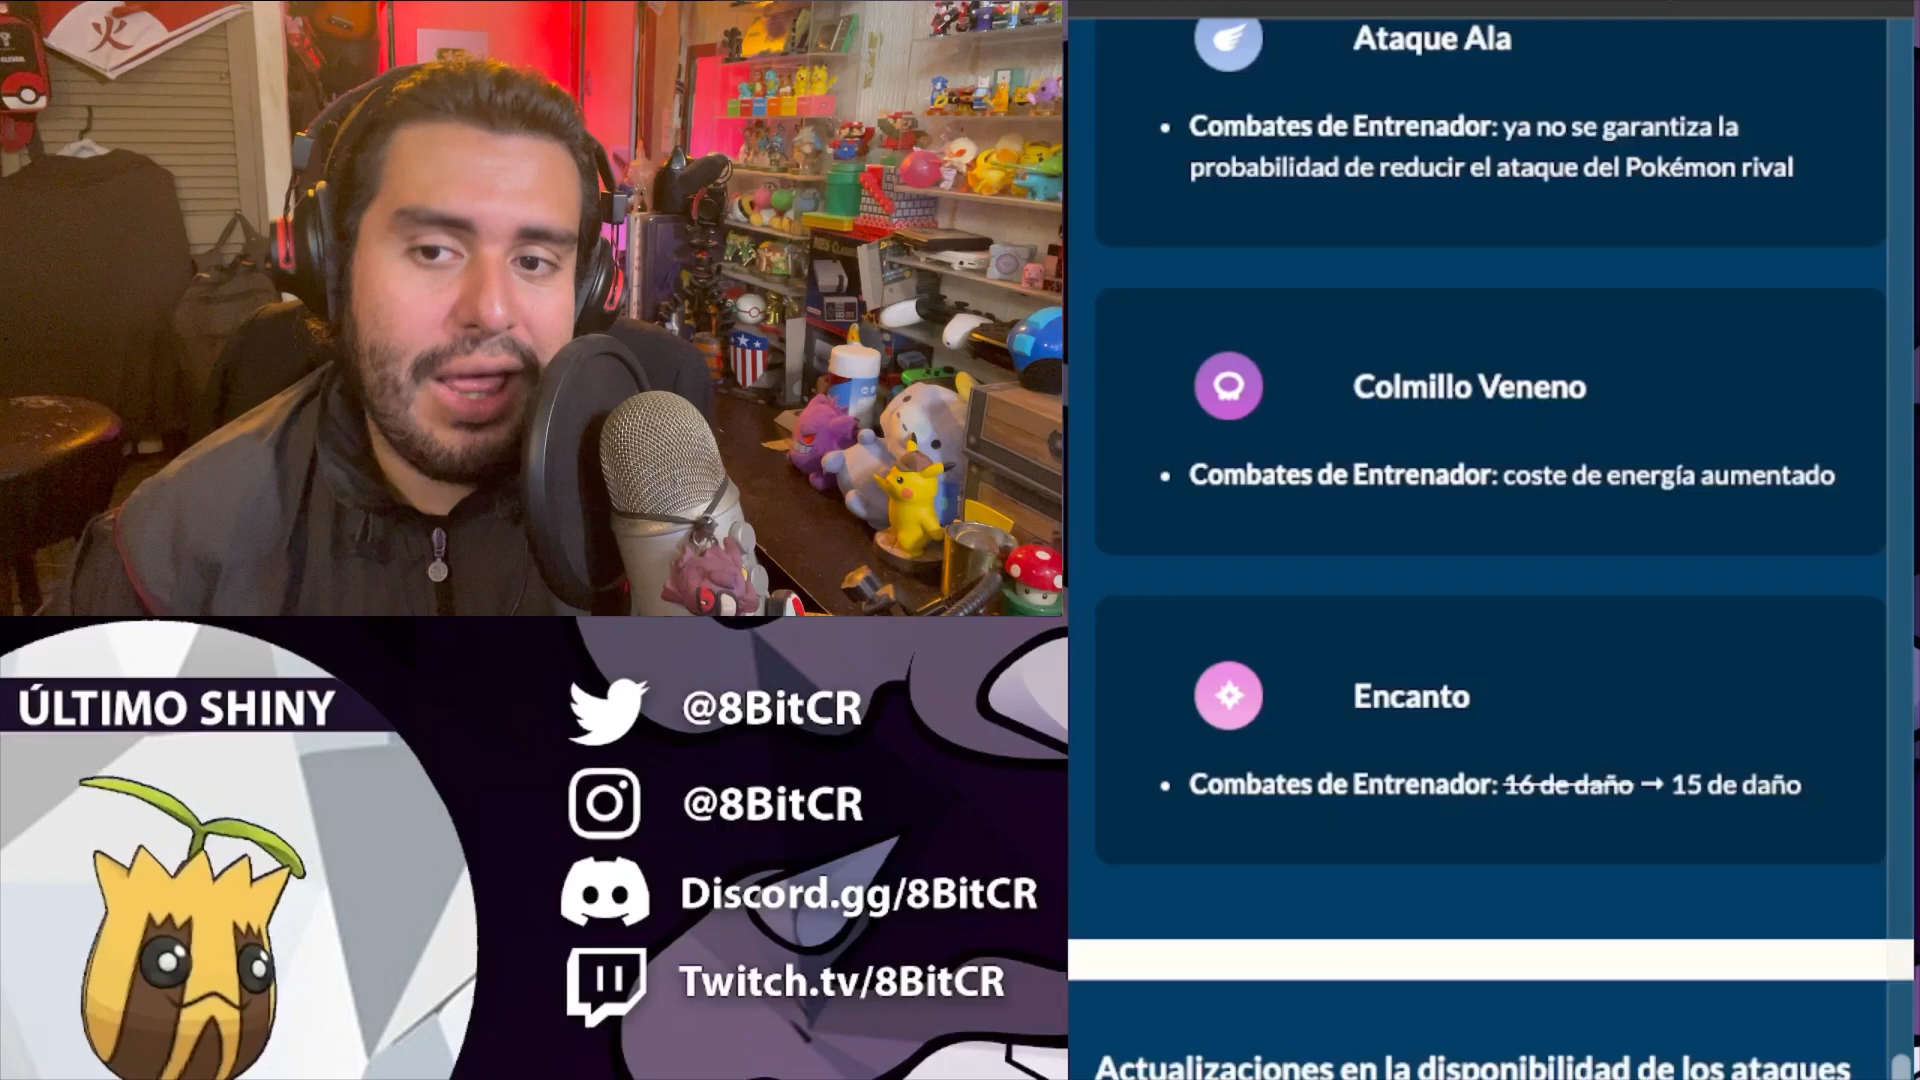 火
Ataque Ala
Combates de Entrenador: ya no se garantiza la
probabilidad de reducir el ataque del Pokémon rival
Colmillo Veneno
Combates de Entrenador: coste de energía aumentado
Encanto
Combates de Entrenador: 16 de daño → 15 de daño
Actualizaciones en la disponibilidad de los ataques
ÚLTIMO SHINY
@8BitCR
@8BitCR
Discord.gg/8BitCR
Twitch.tv/8BitCR